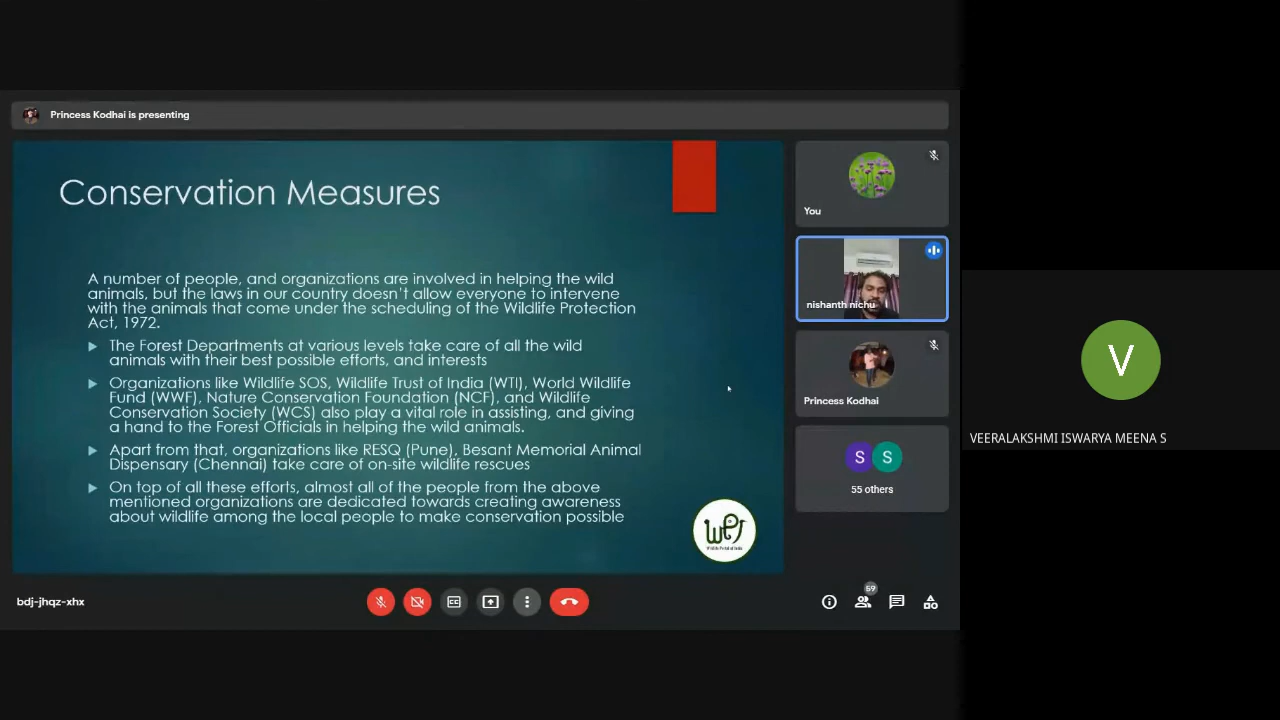 Princess Kodhai is presenting
Conservation Measures
A number of people, and organizations are involved in helping the wild
animals, but the laws in our country doesn't allow everyone to intervene
with the animals that come under the scheduling of the Wildlife Protection
Act, 1972.
The Forest Departments at various levels take care of all the wild
animals with their best possible efforts, and interests
Organizations like Wildlife SOS, Wildlife Trust of India (WTI), World Wildlife
Fund (WWF), Nature Conservation Foundation (NCF), and Wildlife
Conservation Society (WCS) also play a vital role in assisting, and giving
a hand to the Forest Officials in helping the wild animals.
Apart from that, organizations like RESQ (Pune), Besant Memorial Animal
Dispensary (Chennai) take care of on-site wildlife rescues
On top of all these efforts, almost all of the people from the above
mentioned organizations are dedicated towards creating awareness
about wildlife among the local people to make conservation possible
WPI
Wildlife Portal of India
You
nishanth nichu
Princess Kodhai
S S
55 others
V
VEERALAKSHMI ISWARYA MEENA S
bdj-jhqz-xhx
CC
59